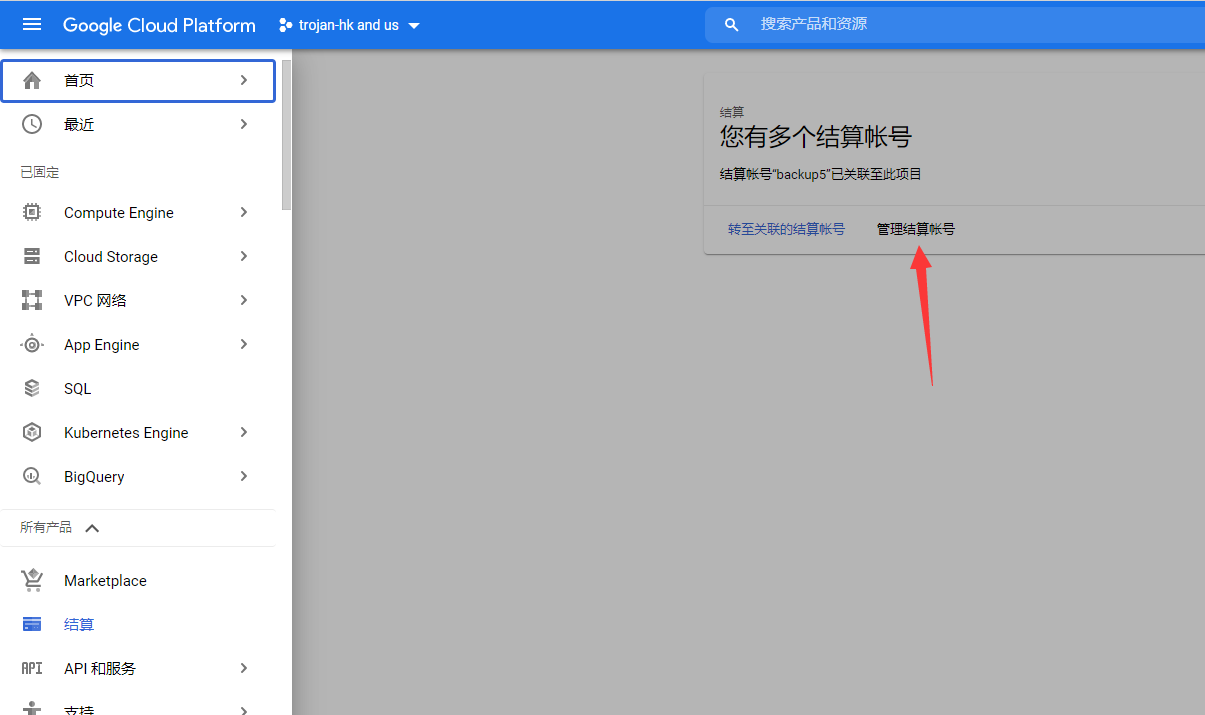 Google Cloud Platform
trojan-hk and us
搜索产品和资源
首页
最近
已固定
Compute Engine
Cloud Storage
VPC 网络
App Engine
SQL
Kubernetes Engine
BigQuery
所有产品
Marketplace
结算
API 和服务
支持
结算
您有多个结算帐号
结算帐号“backup5”已关联至此项目
转至关联的结算帐号
管理结算帐号